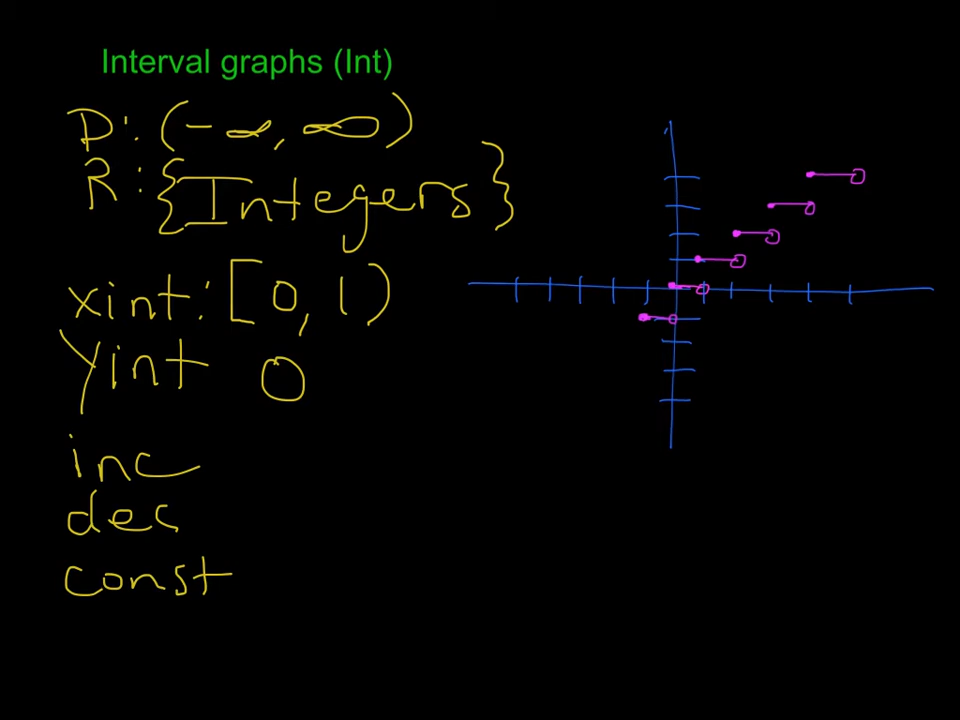 Interval graphs (Int)
D: (-∞, ∞)
R: {Integers}
xint: [0, 1)
Yint 0
inc
dec
const